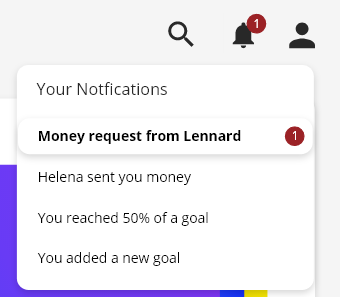 1
Your Notfications
Money request from Lennard 1
Helena sent you money
You reached 50% of a goal
You added a new goal